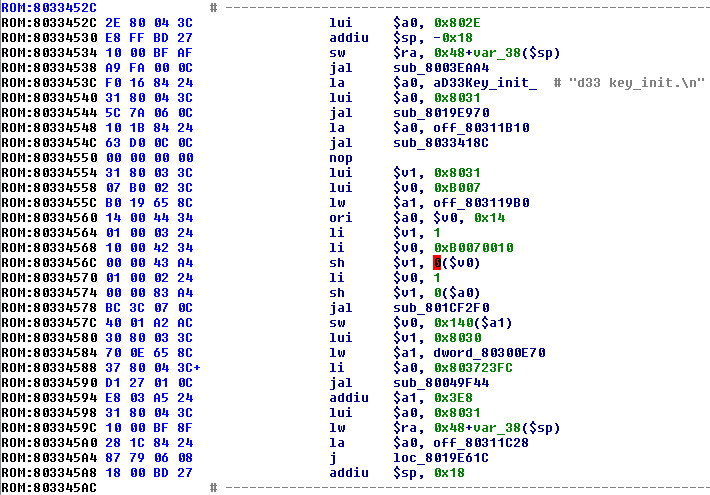 ROM:8033452C # ---------------------------------------------------------------
ROM:8033452C 2E 80 04 3C lui $a0, 0x802E
ROM:80334530 E8 FF BD 27 addiu $sp, -0x18
ROM:80334534 10 00 BF AF sw $ra, 0x48+var_38($sp)
ROM:80334538 A9 FA 00 0C jal sub_8003EAA4
ROM:8033453C F0 16 84 24 la $a0, aD33Key_init_ # "d33 key_init.\n"
ROM:80334540 31 80 04 3C lui $a0, 0x8031
ROM:80334544 5C 7A 06 0C jal sub_8019E970
ROM:80334548 10 1B 84 24 la $a0, off_80311B10
ROM:8033454C 63 D0 0C 0C jal sub_8033418C
ROM:80334550 00 00 00 00 nop
ROM:80334554 31 80 03 3C lui $v1, 0x8031
ROM:80334558 07 B0 02 3C lui $v0, 0xB007
ROM:8033455C B0 19 65 8C lw $a1, off_803119B0
ROM:80334560 14 00 44 34 ori $a0, $v0, 0x14
ROM:80334564 01 00 03 24 li $v1, 1
ROM:80334568 10 00 42 34 li $v0, 0xB0070010
ROM:8033456C 00 00 43 A4 sh $v1, 0($v0)
ROM:80334570 01 00 02 24 li $v0, 1
ROM:80334574 00 00 83 A4 sh $v1, 0($a0)
ROM:80334578 BC 3C 07 0C jal sub_801CF2F0
ROM:8033457C 40 01 A2 AC sw $v0, 0x140($a1)
ROM:80334580 30 80 03 3C lui $v1, 0x8030
ROM:80334584 70 0E 65 8C lw $a1, dword_80300E70
ROM:80334588 37 80 04 3C+ li $a0, 0x803723FC
ROM:80334590 D1 27 01 0C jal sub_80049F44
ROM:80334594 E8 03 A5 24 addiu $a1, 0x3E8
ROM:80334598 31 80 04 3C lui $a0, 0x8031
ROM:8033459C 10 00 BF 8F lw $ra, 0x48+var_38($sp)
ROM:803345A0 28 1C 84 24 la $a0, off_80311C28
ROM:803345A4 87 79 06 08 j loc_8019E61C
ROM:803345A8 18 00 BD 27 addiu $sp, 0x18
ROM:803345AC # ---------------------------------------------------------------